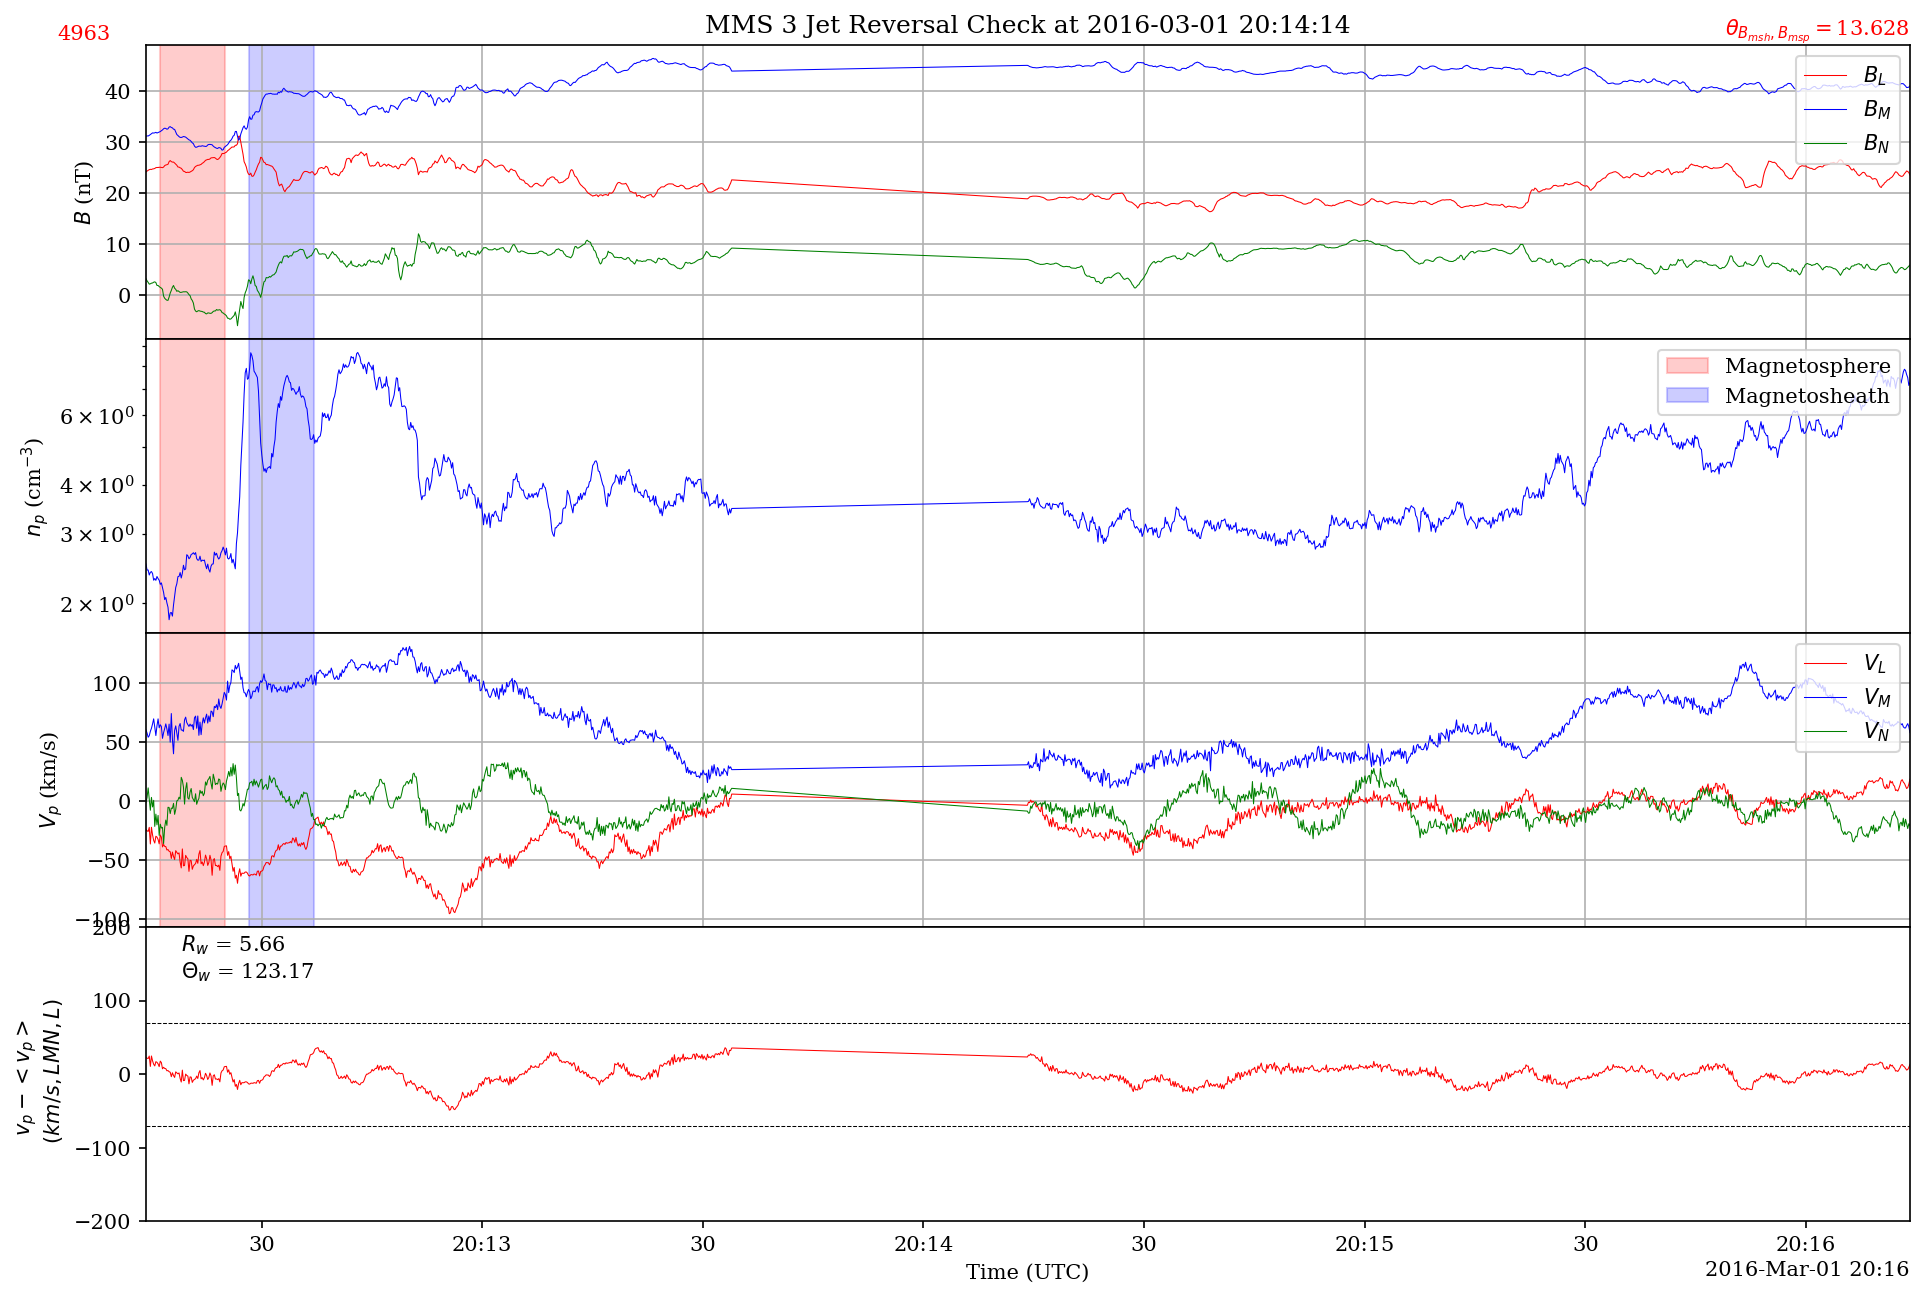 4963
MMS 3 Jet Reversal Check at 2016-03-01 20:14:14
θ_{B_{msh}, B_{msp}} = 13.628
B (nT)
40
30
20
10
0
B_L
B_M
B_N
n_p (cm^{−3})
6 × 10^0
4 × 10^0
3 × 10^0
2 × 10^0
Magnetosphere
Magnetosheath
V_p (km/s)
100
50
0
−50
−100
V_L
V_M
V_N
v_p − < v_p >
(km/s, LMN, L)
200
100
0
−100
−200
R_w = 5.66
Θ_w = 123.17
30 20:13 30 20:14 30 20:15 30 20:16
Time (UTC)
2016-Mar-01 20:16